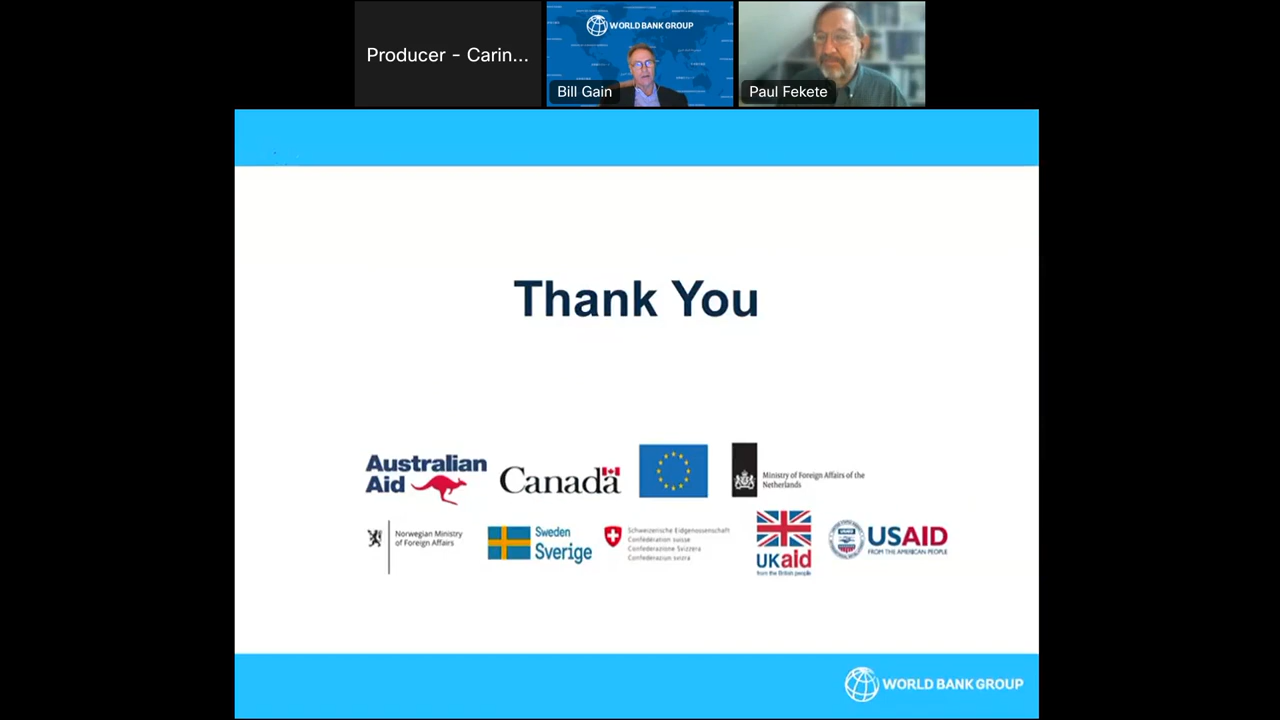 Producer - Carin...
WORLD BANK GROUP
Bill Gain
Paul Fekete
Thank You
Australian
Aid
Canada
Ministry of Foreign Affairs of the
Netherlands
Norwegian Ministry
of Foreign Affairs
Sweden
Sverige
Schweizerische Eidgenossenschaft
Confédération suisse
Confederazione Svizzera
Confederaziun svizra
UKaid
from the British people
USAID
FROM THE AMERICAN PEOPLE
WORLD BANK GROUP